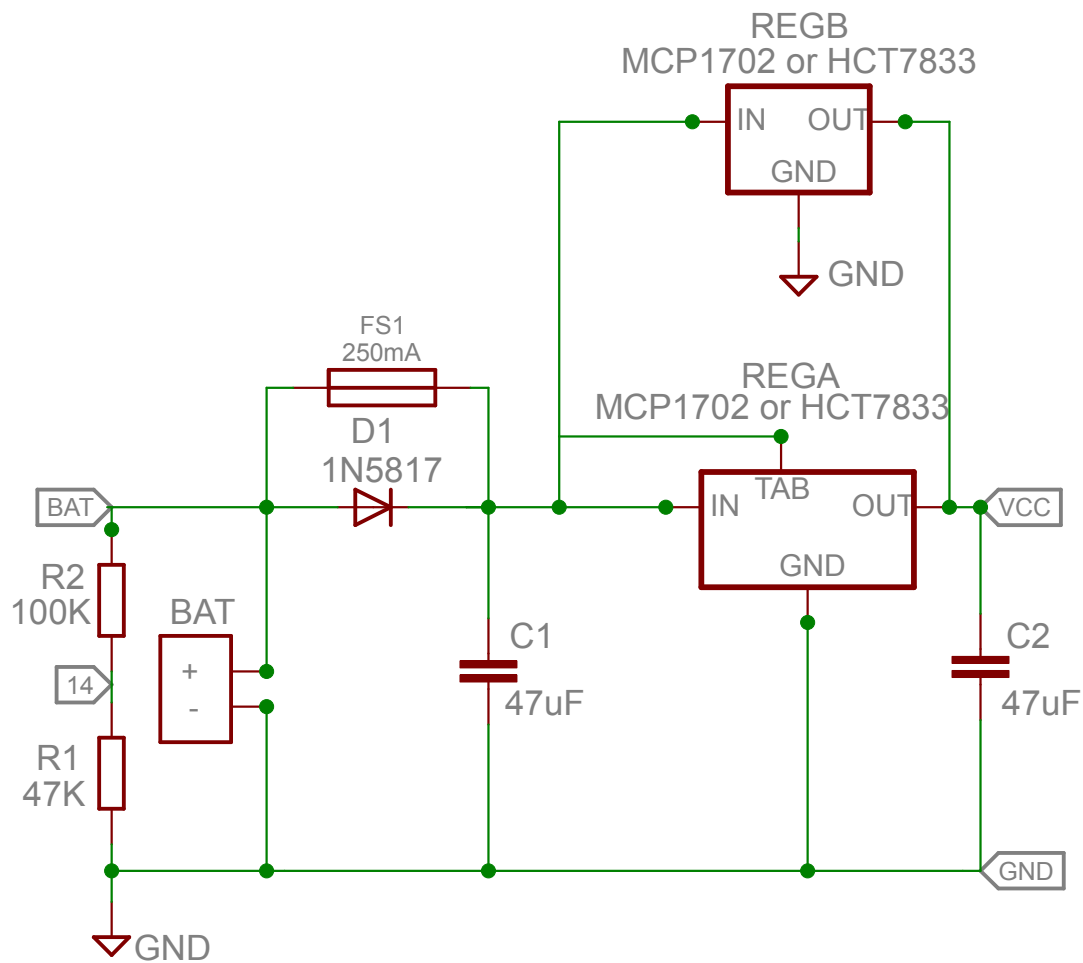 REGB
MCP1702 or HCT7833
IN
OUT
GND
GND
FS1
250mA
REGA
MCP1702 or HCT7833
D1
1N5817
TAB
BAT
IN
OUT
VCC
GND
R2
100K
BAT
C1
C2
+
14
-
47uF
47uF
R1
47K
GND
GND